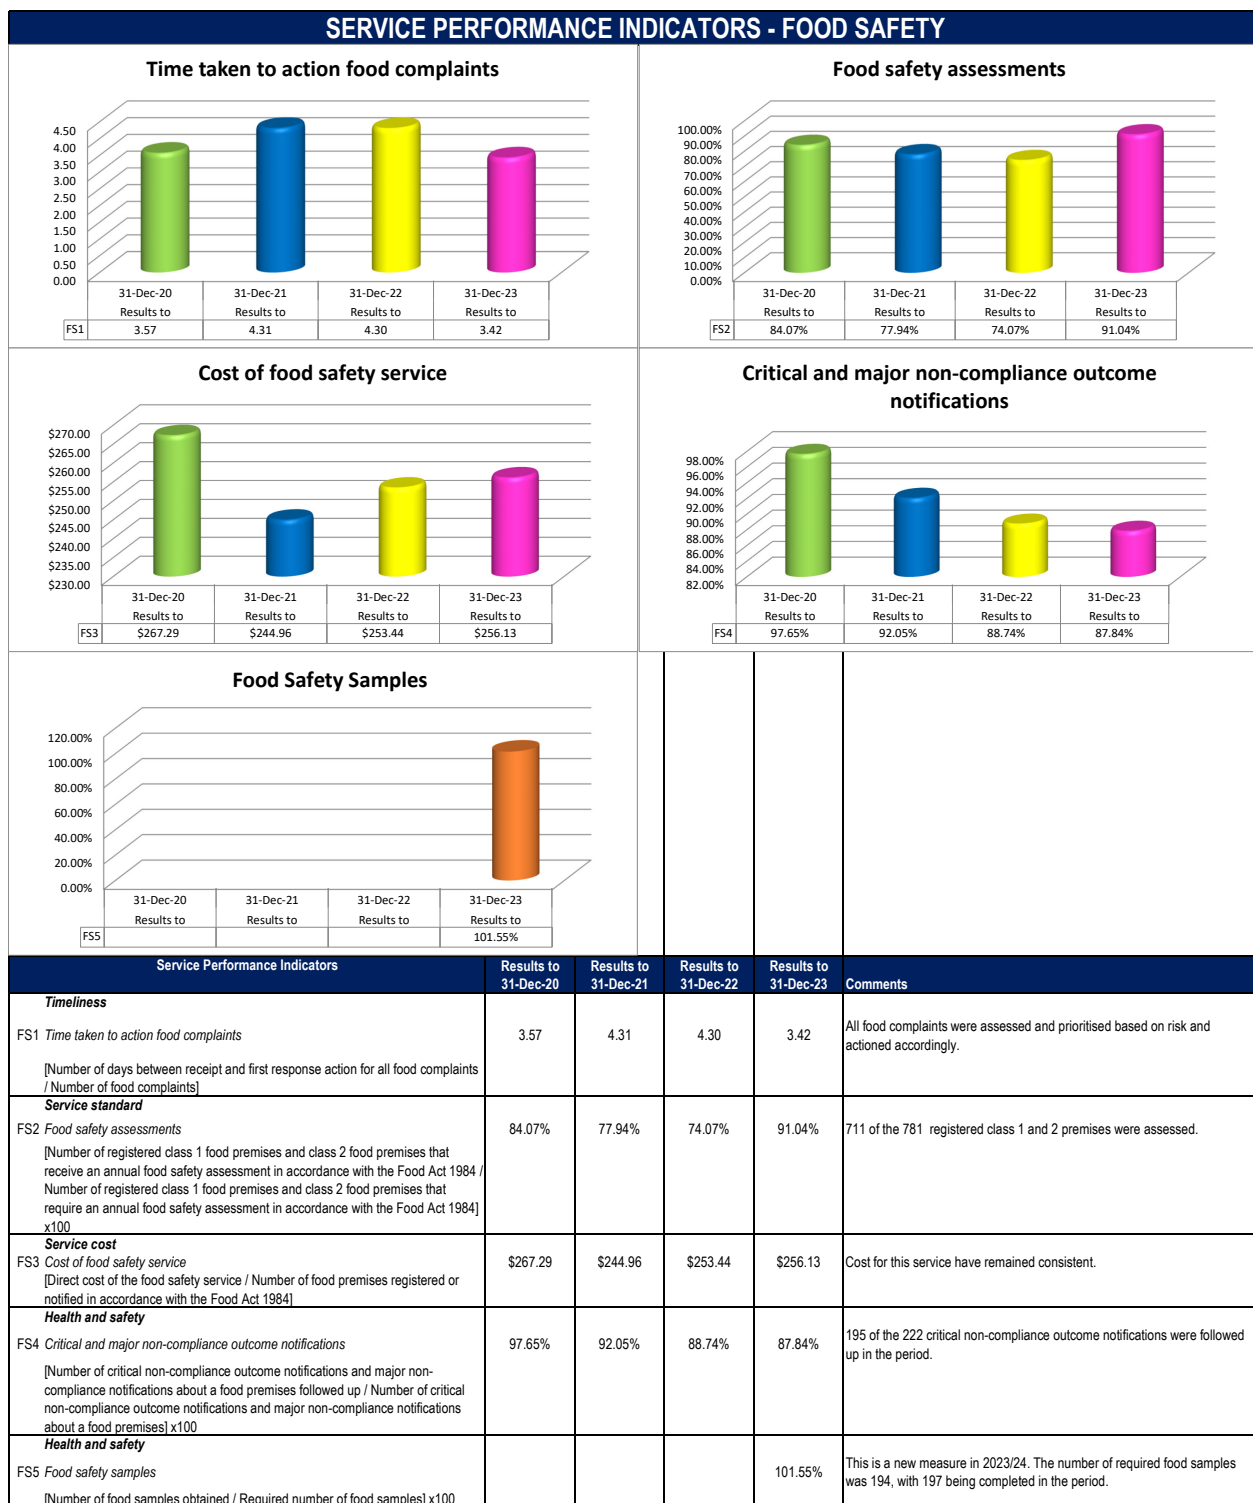 SERVICE PERFORMANCE INDICATORS - FOOD SAFETY
Time taken to action food complaints
4.50
4.00
3.50
3.00
2.50
2.00
1.50
1.00
0.50
0.00
31-Dec-20 31-Dec-21 31-Dec-22 31-Dec-23
Results to Results to Results to Results to
FS1 3.57 4.31 4.30 3.42
Food safety assessments
100.00%
90.00%
80.00%
70.00%
60.00%
50.00%
40.00%
30.00%
20.00%
10.00%
0.00%
31-Dec-20 31-Dec-21 31-Dec-22 31-Dec-23
Results to Results to Results to Results to
FS2 84.07% 77.94% 74.07% 91.04%
Cost of food safety service
$270.00
$265.00
$260.00
$255.00
$250.00
$245.00
$240.00
$235.00
$230.00
31-Dec-20 31-Dec-21 31-Dec-22 31-Dec-23
Results to Results to Results to Results to
FS3 $267.29 $244.96 $253.44 $256.13
Critical and major non-compliance outcome
notifications
98.00%
96.00%
94.00%
92.00%
90.00%
88.00%
86.00%
84.00%
82.00%
31-Dec-20 31-Dec-21 31-Dec-22 31-Dec-23
Results to Results to Results to Results to
FS4 97.65% 92.05% 88.74% 87.84%
Food Safety Samples
120.00%
100.00%
80.00%
60.00%
40.00%
20.00%
0.00%
31-Dec-20 31-Dec-21 31-Dec-22 31-Dec-23
Results to Results to Results to Results to
FS5 101.55%
Service Performance Indicators Results to Results to Results to Results to
31-Dec-20 31-Dec-21 31-Dec-22 31-Dec-23 Comments
Timeliness
FS1 Time taken to action food complaints 3.57 4.31 4.30 3.42 All food complaints were assessed and prioritised based on risk and
actioned accordingly.
[Number of days between receipt and first response action for all food complaints
/ Number of food complaints]
Service standard
FS2 Food safety assessments 84.07% 77.94% 74.07% 91.04% 711 of the 781 registered class 1 and 2 premises were assessed.
[Number of registered class 1 food premises and class 2 food premises that
receive an annual food safety assessment in accordance with the Food Act 1984 /
Number of registered class 1 food premises and class 2 food premises that
require an annual food safety assessment in accordance with the Food Act 1984]
x100
Service cost
FS3 Cost of food safety service $267.29 $244.96 $253.44 $256.13 Cost for this service have remained consistent.
[Direct cost of the food safety service / Number of food premises registered or
notified in accordance with the Food Act 1984]
Health and safety
FS4 Critical and major non-compliance outcome notifications 97.65% 92.05% 88.74% 87.84% 195 of the 222 critical non-compliance outcome notifications were followed
up in the period.
[Number of critical non-compliance outcome notifications and major non-
compliance notifications about a food premises followed up / Number of critical
non-compliance outcome notifications and major non-compliance notifications
about a food premises] x100
Health and safety
FS5 Food safety samples 101.55% This is a new measure in 2023/24. The number of required food samples
was 194, with 197 being completed in the period.
[Number of food samples obtained / Required number of food samples] x100